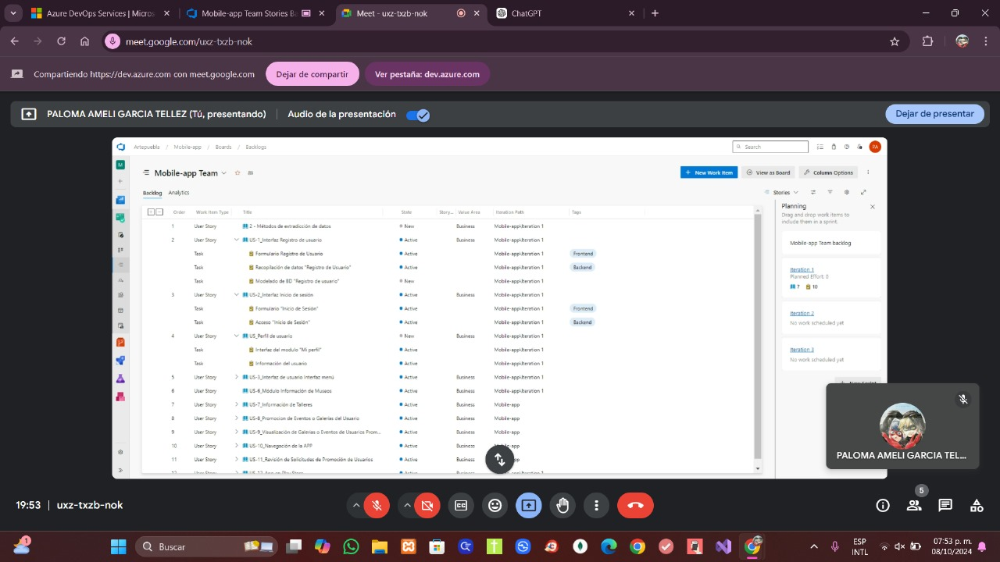 Azure DevOps Services | Micros
Mobile-app Team Stories B
Meet - uxz-txzb-nok
ChatGPT
meet.google.com/uxz-txzb-nok
Compartiendo https://dev.azure.com con meet.google.com
Dejar de compartir
Ver pestaña: dev.azure.com
PALOMA AMELI GARCIA TELLEZ (Tú, presentando)
Audio de la presentación
Dejar de presentar
Artepuebla / Mobile-app / Boards / Backlogs
Search
PA
M
Mobile-app Team
New Work Item
View as Board
Column Options
Backlog Analytics
Stories
Order Work Item Type Title State Story... Value Area Iteration Path Tags
1 User Story 2 - Métodos de extradicción de datos New Business Mobile-app\Iteration 1
2 User Story US-1_Interfaz Registro de usuario Active Business Mobile-app\Iteration 1
Task Formulario Registro de Usuario Active Mobile-app\Iteration 1 Frontend
Task Recopilación de datos "Registro de Usuario" Active Mobile-app\Iteration 1 Backend
Task Modelado de BD "Registro de usuario" New Mobile-app\Iteration 1
3 User Story US-2_Interfaz Inicio de sesión Active Business Mobile-app\Iteration 1
Task Formulario "Inicio de Sesión" Active Mobile-app\Iteration 1 Frontend
Task Acceso "Inicio de Sesión" Active Mobile-app\Iteration 1 Backend
4 User Story US_Perfil de usuario New Business Mobile-app\Iteration 1
Task Interfaz del modulo "Mi perfil" Active Mobile-app\Iteration 1
Task Información del usuario Active Mobile-app\Iteration 1
5 User Story US-3_Interfaz de usuario Interfaz menú Active Business Mobile-app\Iteration 1
6 User Story US-6_Módulo Información de Museos Active Business Mobile-app\Iteration 1
7 User Story US-7_Información de Talleres Active Business Mobile-app
8 User Story US-8_Promocion de Eventos o Galerías del Usuario Active Business Mobile-app
9 User Story US-9_Visualización de Galerias o Eventos de Usuarios Prom... Active Business Mobile-app
10 User Story US-10_Navegación de la APP Active Business
11 User Story US-11_Revisión de Solicitudes de Promoción de Usuarios Active Business
Planning
Drag and drop work items to
include them in a sprint.
Mobile-app Team backlog
Iteration 1
Planned Effort: 0
7 10
Iteration 2
No work scheduled yet
Iteration 3
No work scheduled yet
PALOMA AMELI GARCIA TEL...
19:53 | uxz-txzb-nok
5
1
Buscar
ESP
INTL
07:53 p. m.
08/10/2024